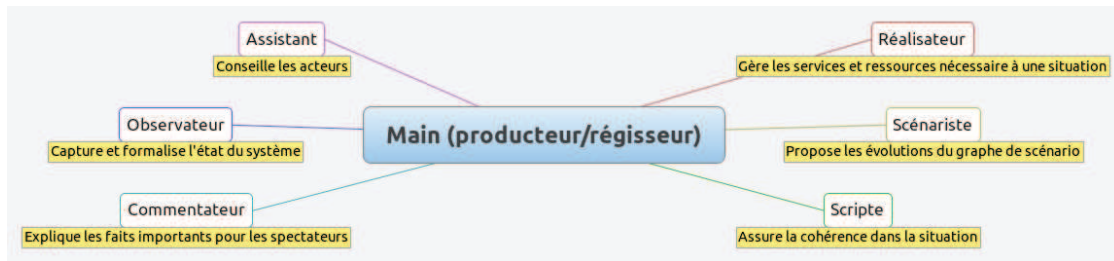 Assistant
Conseille les acteurs
Observateur
Capture et formalise l'état du système
Commentateur
Explique les faits importants pour les spectateurs
Main (producteur/régisseur)
Réalisateur
Gère les services et ressources nécessaire à une situation
Scénariste
Propose les évolutions du graphe de scénario
Scripte
Assure la cohérence dans la situation